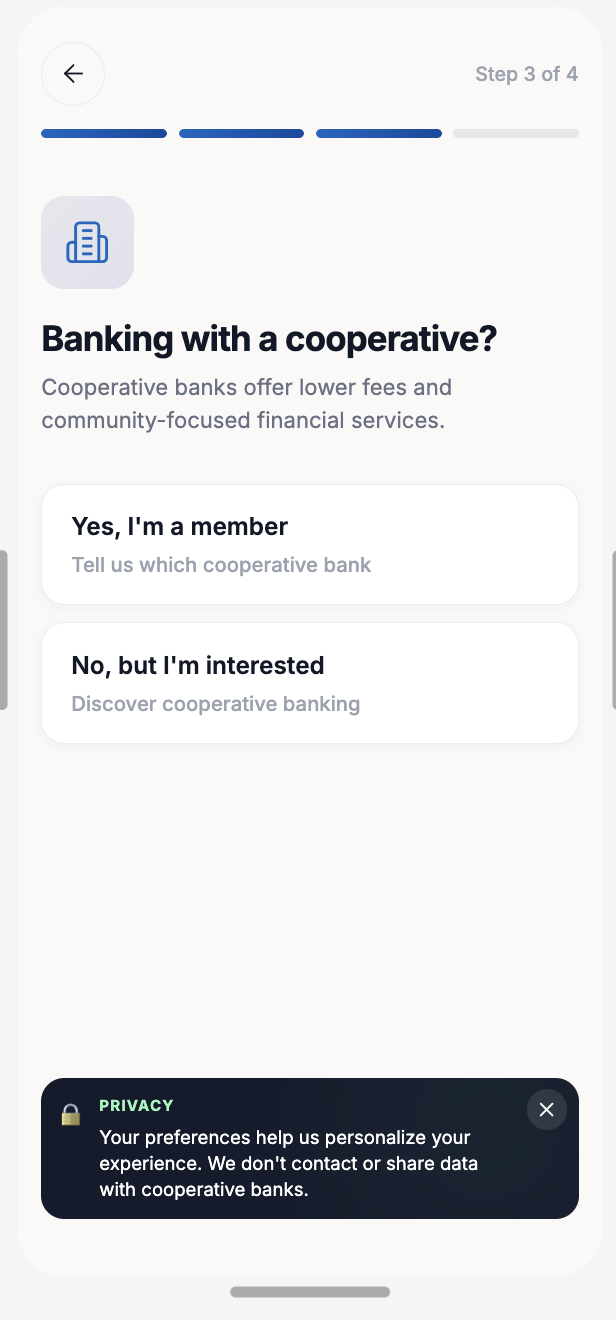 Step 3 of 4
Banking with a cooperative?
Cooperative banks offer lower fees and
community-focused financial services.
Yes, I'm a member
Tell us which cooperative bank
No, but I'm interested
Discover cooperative banking
PRIVACY
Your preferences help us personalize your
experience. We don't contact or share data
with cooperative banks.